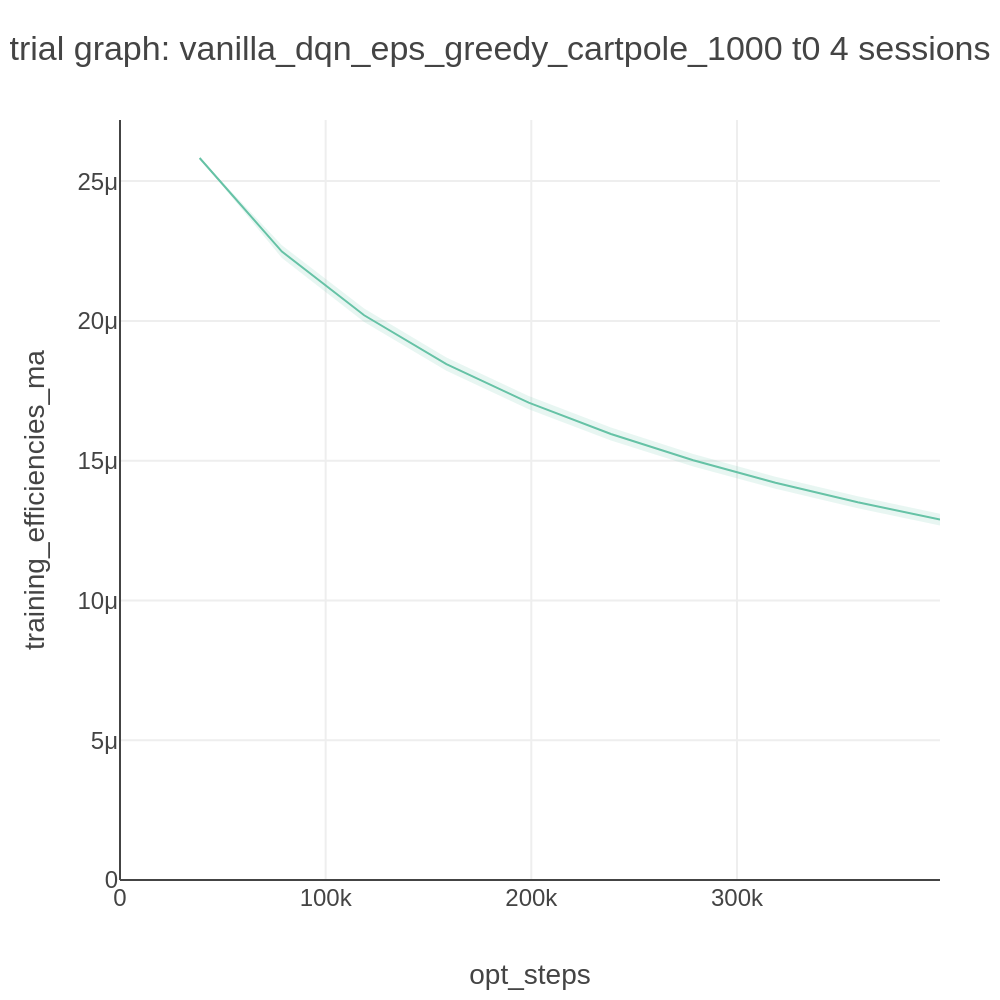 trial graph: vanilla_dqn_eps_greedy_cartpole_1000 t0 4 sessions
25μ
20μ
15μ
10μ
5μ
0
training_efficiencies_ma
0
100k
200k
300k
opt_steps